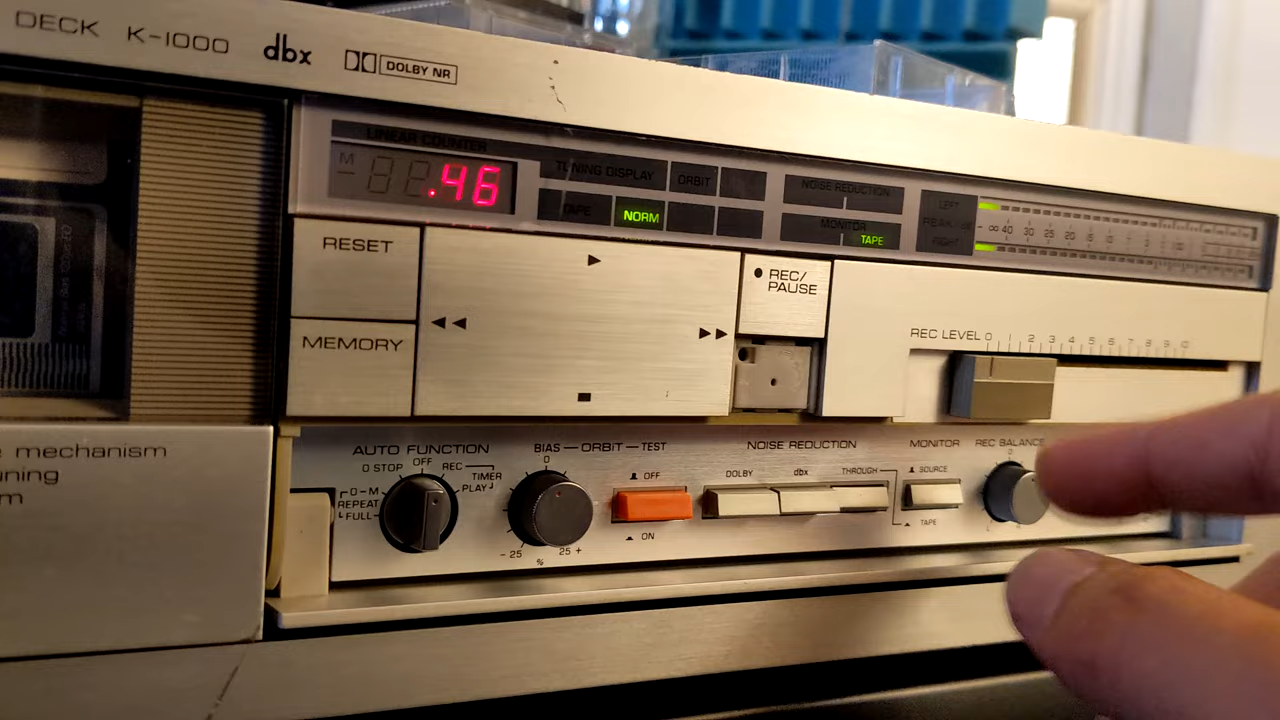 DECK K-1000 dbx DOLBY NR
LINEAR COUNTER
M
.46
TUNING DISPLAY
ORBIT
TAPE
NORM
NOISE REDUCTION
MONITOR
TAPE
LEFT
PEAK
RIGHT
- ∞ 40 30 25 20 15 10
RESET
MEMORY
REC/
PAUSE
REC LEVEL 0 1 2 3 4 5 6 7 8 9 10
mechanism
AUTO FUNCTION
0 STOP
OFF
REC
TIMER
PLAY
0-M
REPEAT
FULL
BIAS — ORBIT — TEST
0
- 25
25 +
%
OFF
ON
NOISE REDUCTION
DOLBY
dbx
THROUGH
MONITOR
SOURCE
TAPE
REC BALANCE
0